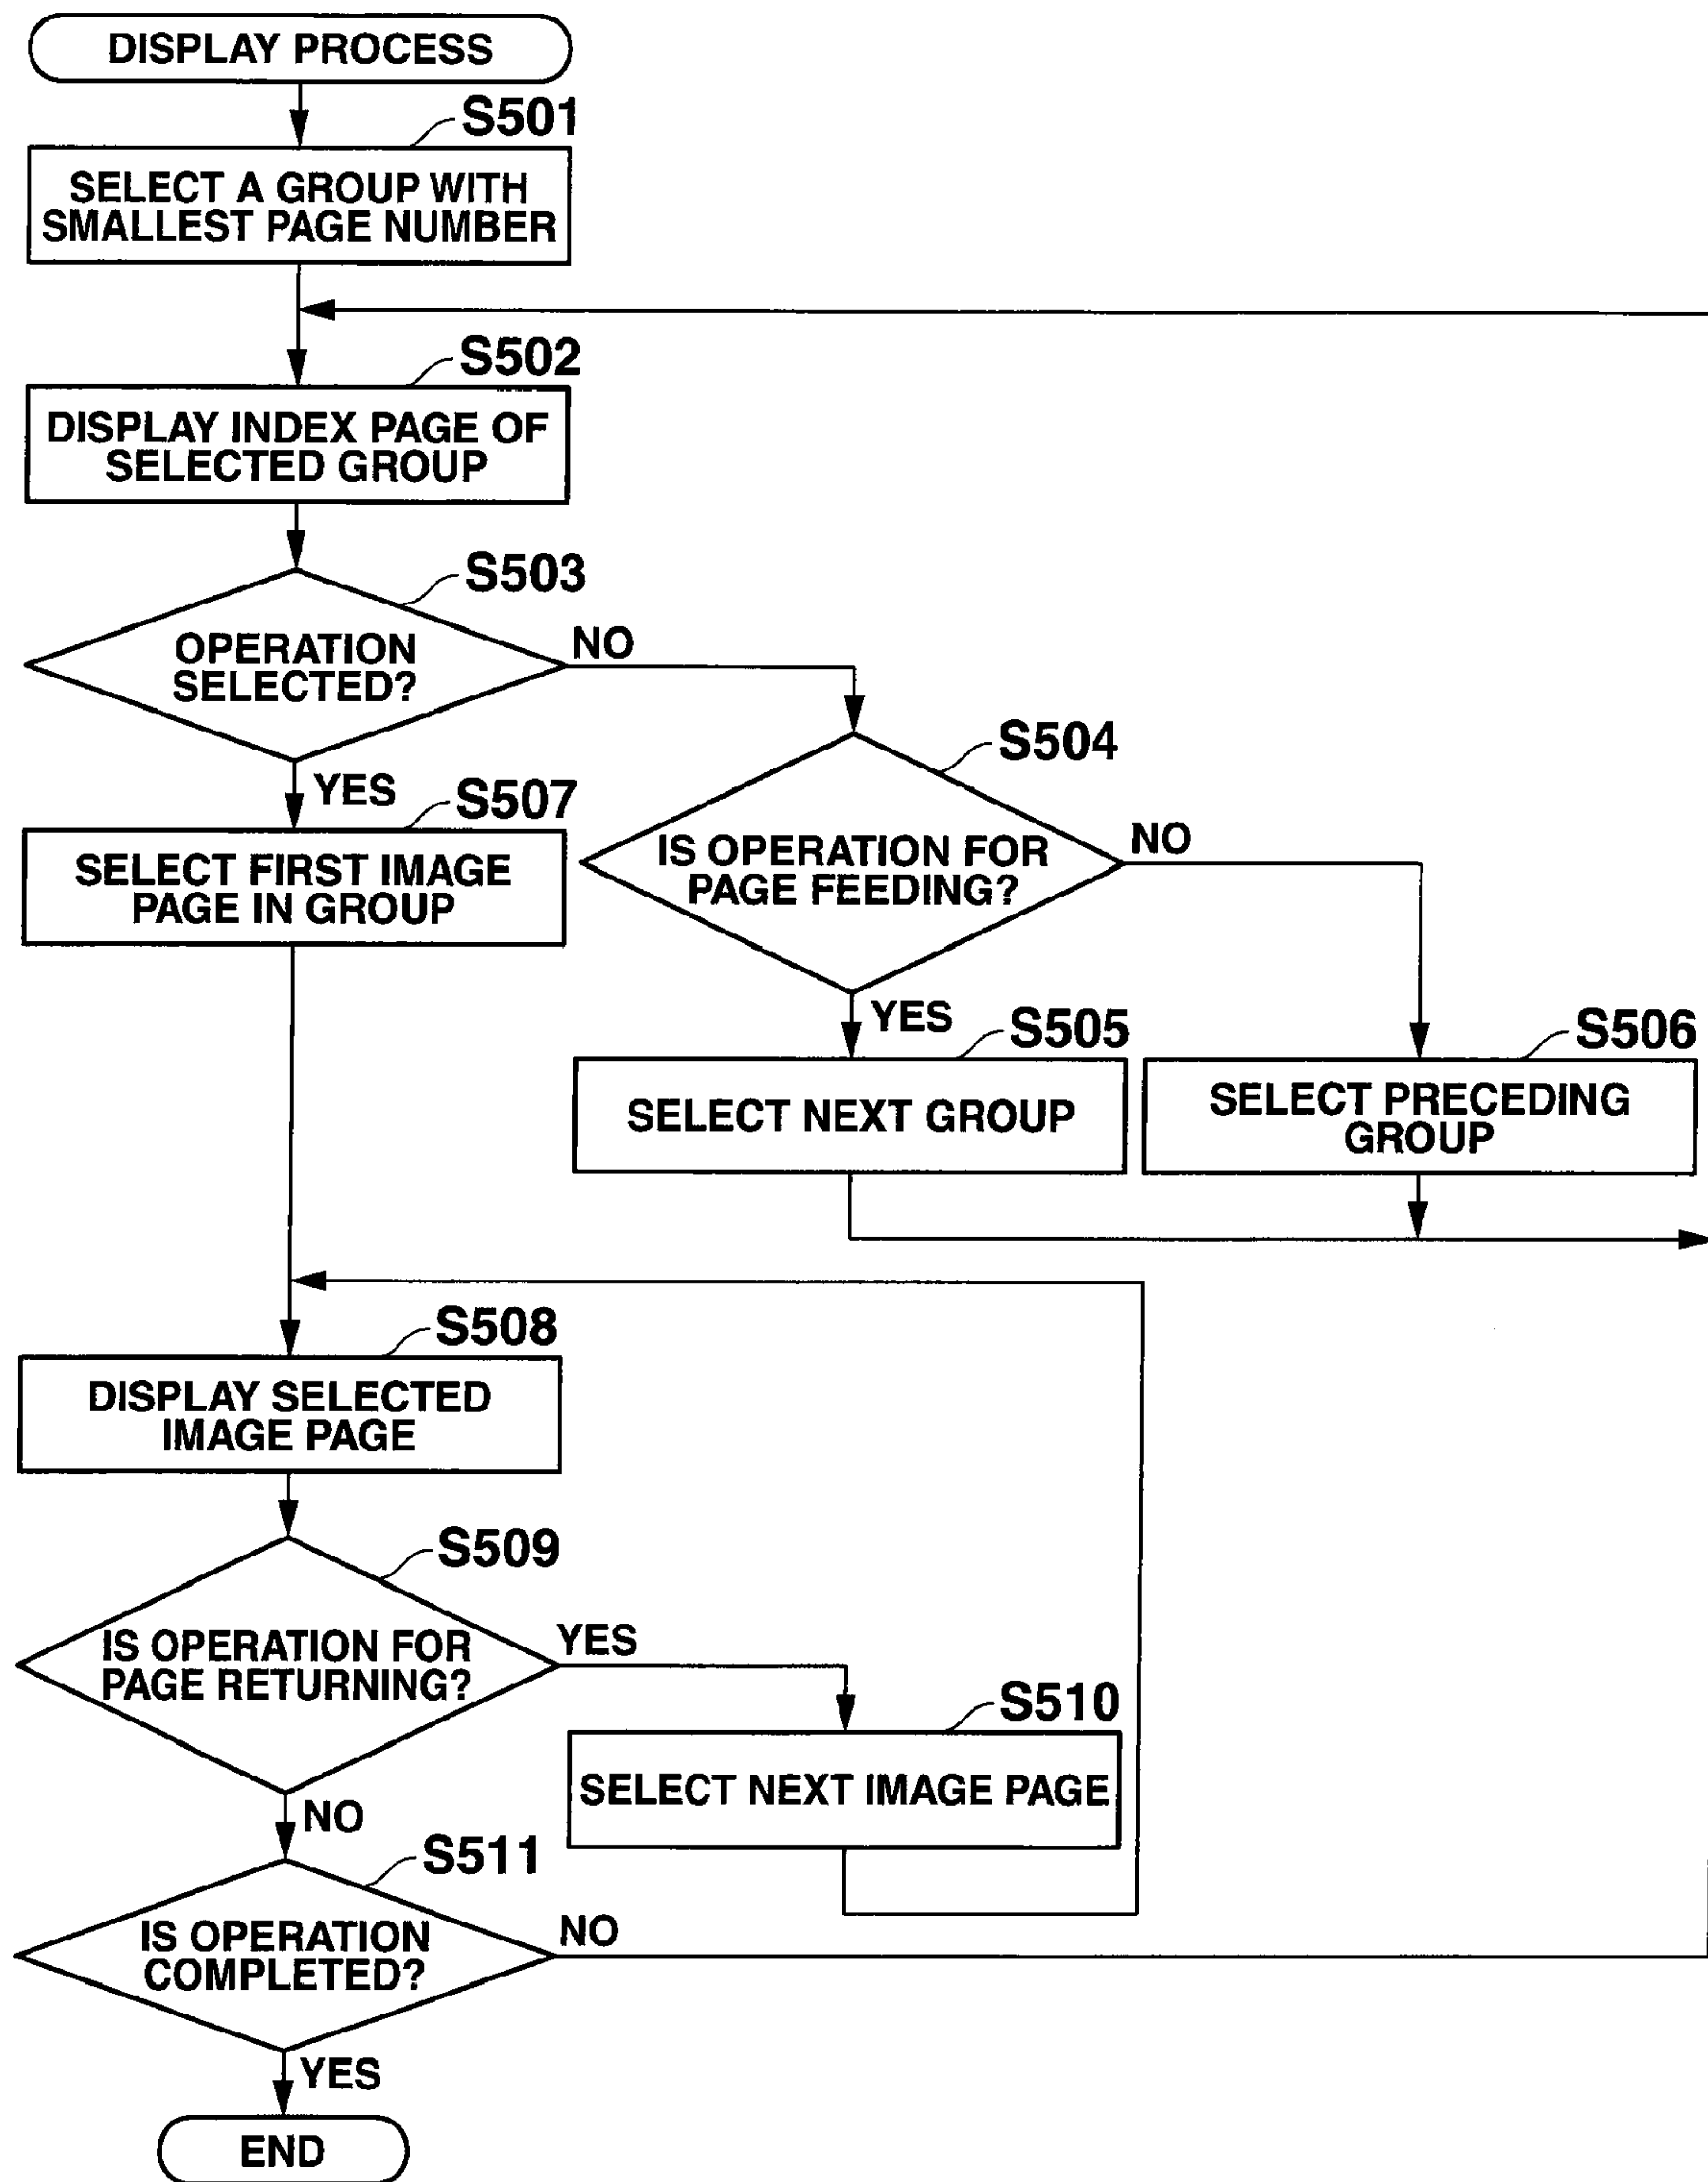 DISPLAY PROCESS
S501
SELECT A GROUP WITH
SMALLEST PAGE NUMBER
S502
DISPLAY INDEX PAGE OF
SELECTED GROUP
S503
OPERATION
SELECTED?
NO
YES
S504
IS OPERATION FOR
PAGE FEEDING?
NO
YES
S507
SELECT FIRST IMAGE
PAGE IN GROUP
S505
SELECT NEXT GROUP
S506
SELECT PRECEDING
GROUP
S508
DISPLAY SELECTED
IMAGE PAGE
S509
IS OPERATION FOR
PAGE RETURNING?
YES
NO
S510
SELECT NEXT IMAGE PAGE
S511
IS OPERATION
COMPLETED?
NO
YES
END